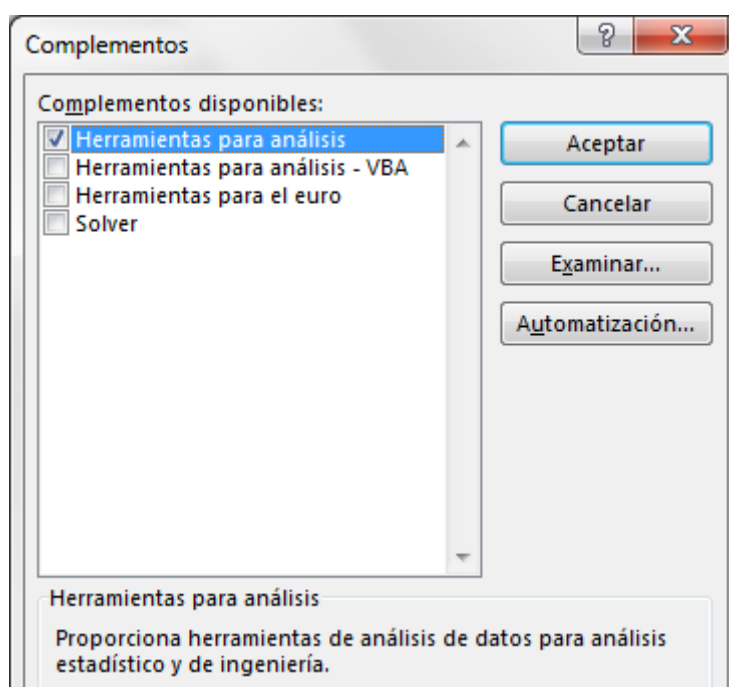 Complementos
Complementos disponibles:
Herramientas para análisis
Herramientas para análisis - VBA
Herramientas para el euro
Solver
Aceptar
Cancelar
Examinar...
Automatización...
Herramientas para análisis
Proporciona herramientas de análisis de datos para análisis
estadístico y de ingeniería.